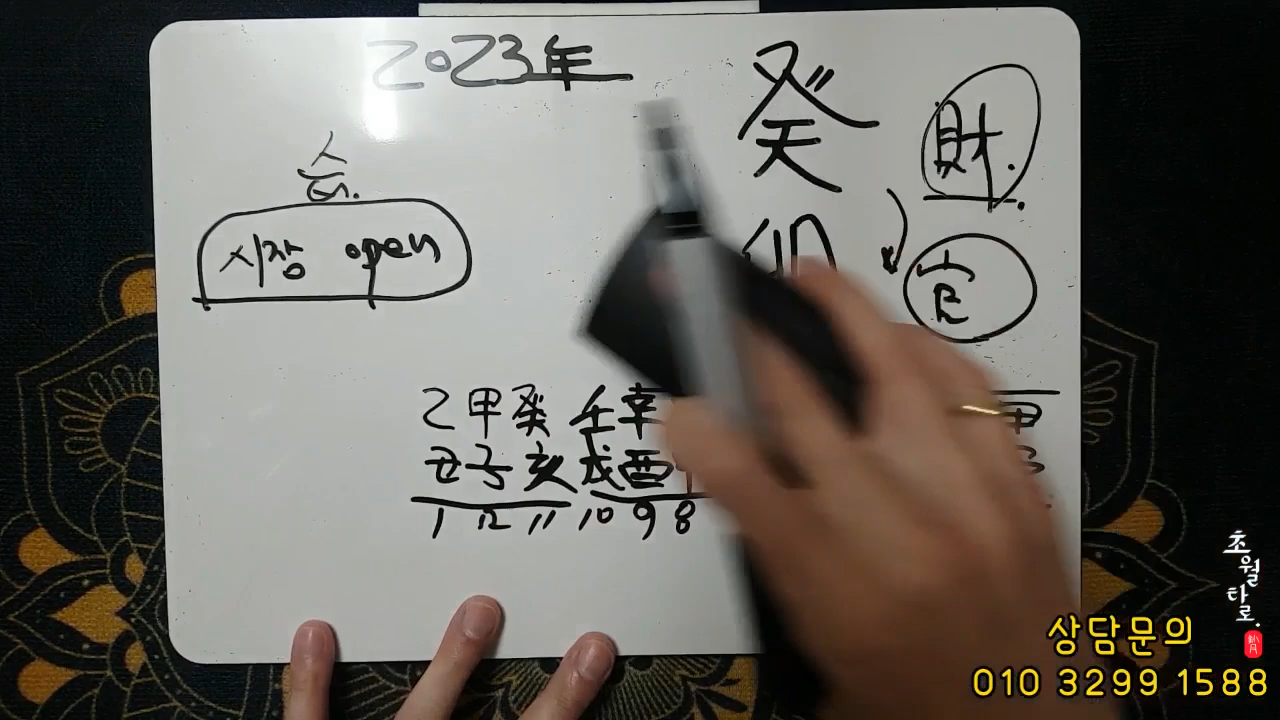 2023年
癸
卯
財.
官
시장 open
乙 甲 癸 壬 辛
丑 子 亥 戌 酉
1 12 11 10 9 8
초월타로.
상담문의
010 3299 1588